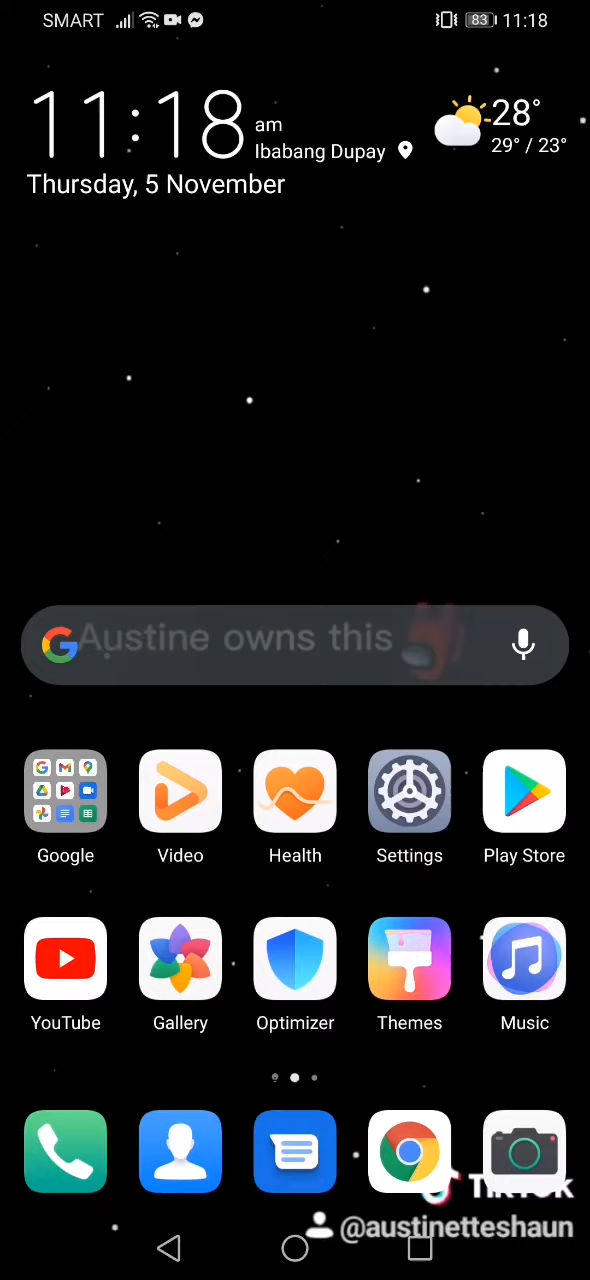 SMART 83 11:18
11:18 am
Ibabang Dupay
28°
29° / 23°
Thursday, 5 November
Austine owns this
Google Video Health Settings Play Store
YouTube Gallery Optimizer Themes Music
TikTok
@austinetteshaun